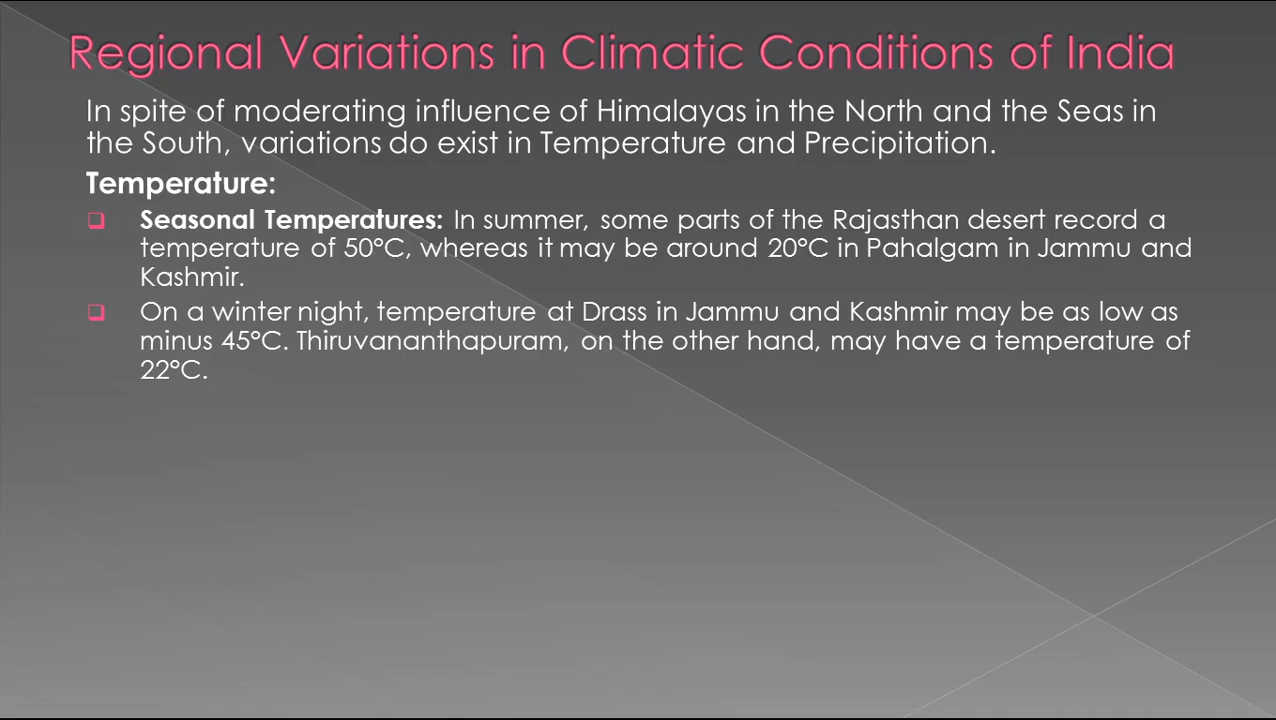 Regional Variations in Climatic Conditions of India
In spite of moderating influence of Himalayas in the North and the Seas in
the South, variations do exist in Temperature and Precipitation.
Temperature:
Seasonal Temperatures: In summer, some parts of the Rajasthan desert record a
temperature of 50°C, whereas it may be around 20°C in Pahalgam in Jammu and
Kashmir.
On a winter night, temperature at Drass in Jammu and Kashmir may be as low as
minus 45°C. Thiruvananthapuram, on the other hand, may have a temperature of
22°C.